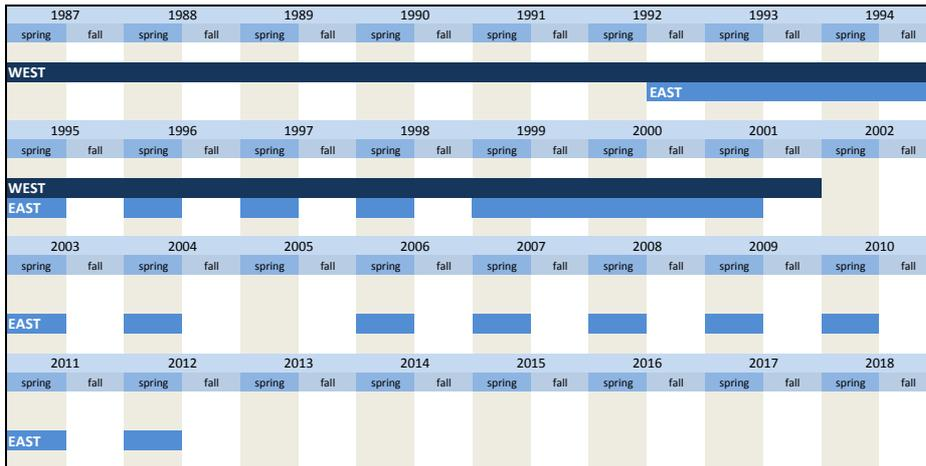 1987 1988 1989 1990 1991 1992 1993 1994
spring fall spring fall spring fall spring fall spring fall spring fall spring fall spring fall
WEST
EAST
1995 1996 1997 1998 1999 2000 2001 2002
spring fall spring fall spring fall spring fall spring fall spring fall spring fall spring fall
WEST
EAST
2003 2004 2005 2006 2007 2008 2009 2010
spring fall spring fall spring fall spring fall spring fall spring fall spring fall spring fall
EAST
2011 2012 2013 2014 2015 2016 2017 2018
spring fall spring fall spring fall spring fall spring fall spring fall spring fall spring fall
EAST